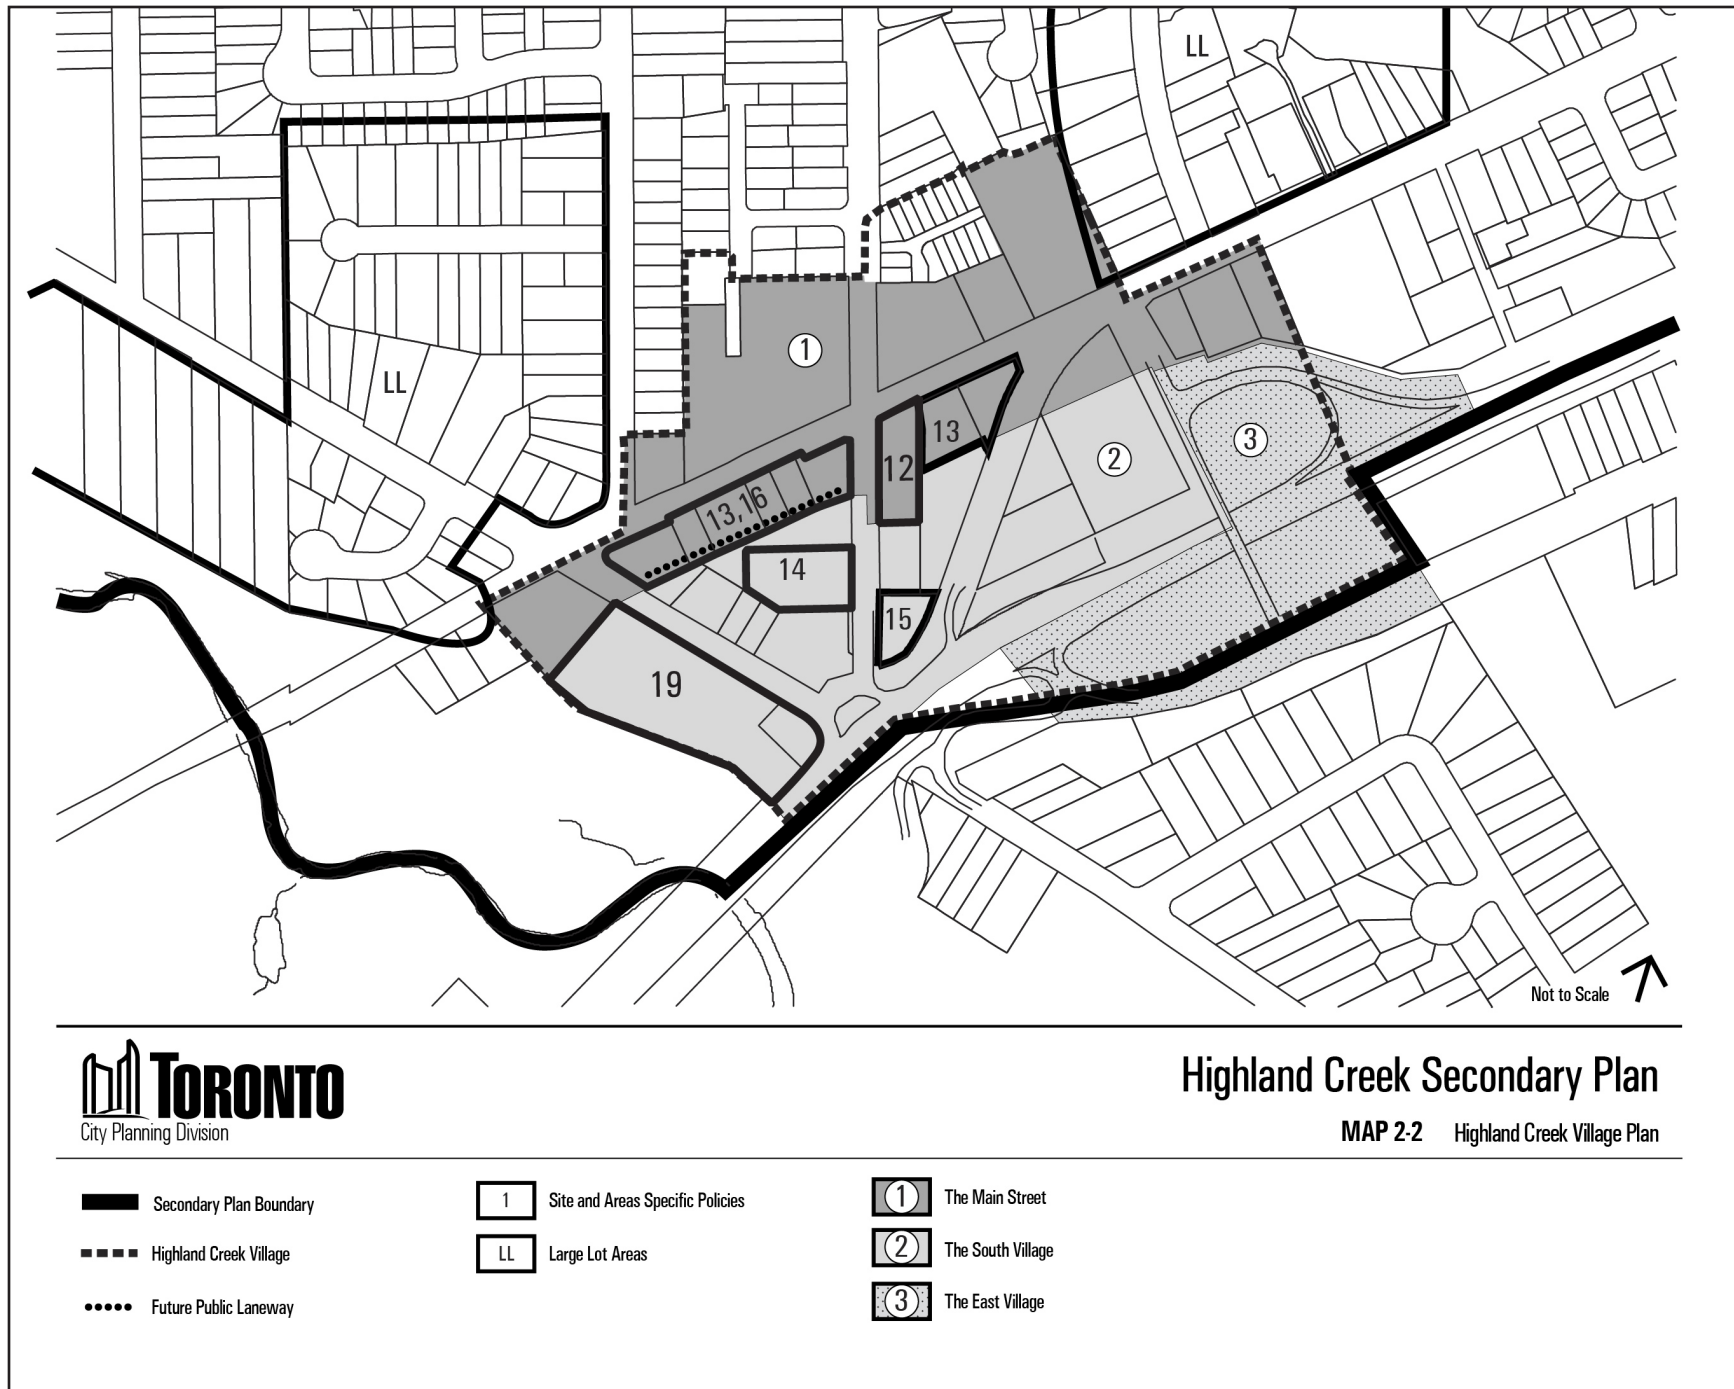 LL
LL
1
13
2
3
12
13,16
14
15
19
Not to Scale
TORONTO
City Planning Division
Highland Creek Secondary Plan
MAP 2-2 Highland Creek Village Plan
Secondary Plan Boundary
Highland Creek Village
Future Public Laneway
1 Site and Areas Specific Policies
LL Large Lot Areas
1 The Main Street
2 The South Village
3 The East Village